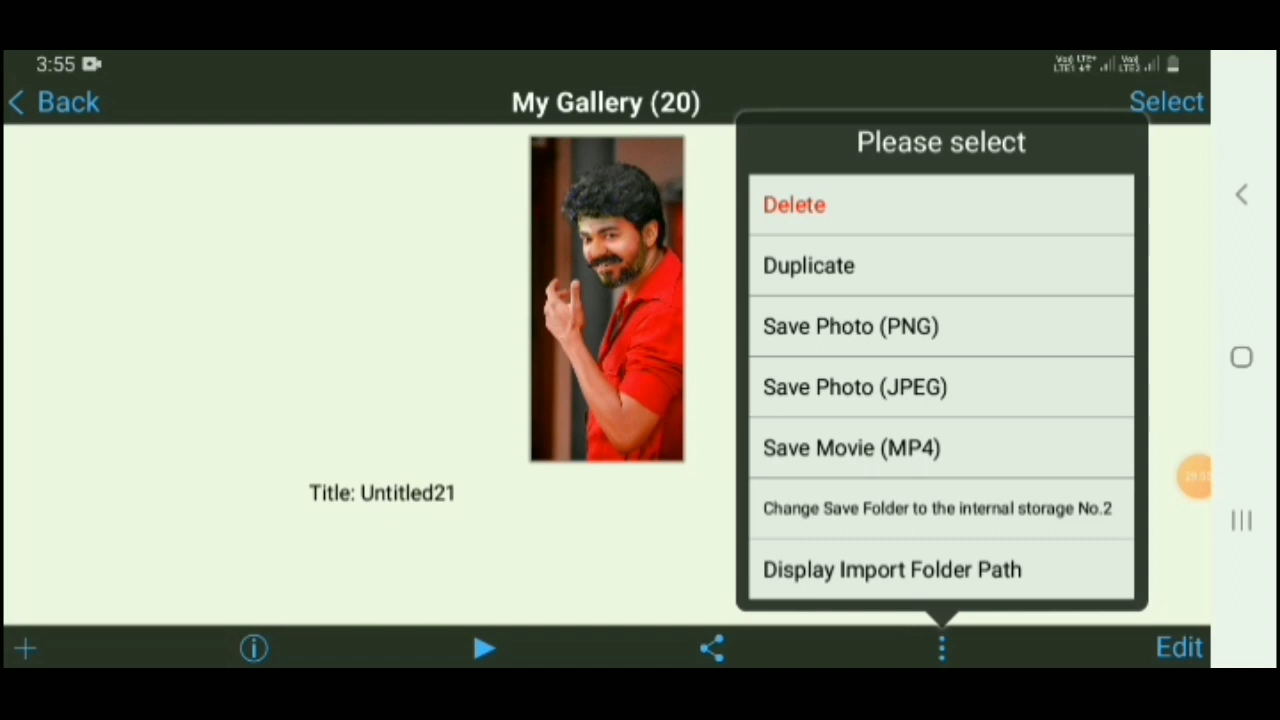 3:55
Back
My Gallery (20)
Select
Please select
Delete
Duplicate
Save Photo (PNG)
Save Photo (JPEG)
Save Movie (MP4)
Change Save Folder to the internal storage No.2
Display Import Folder Path
Title: Untitled21
Edit